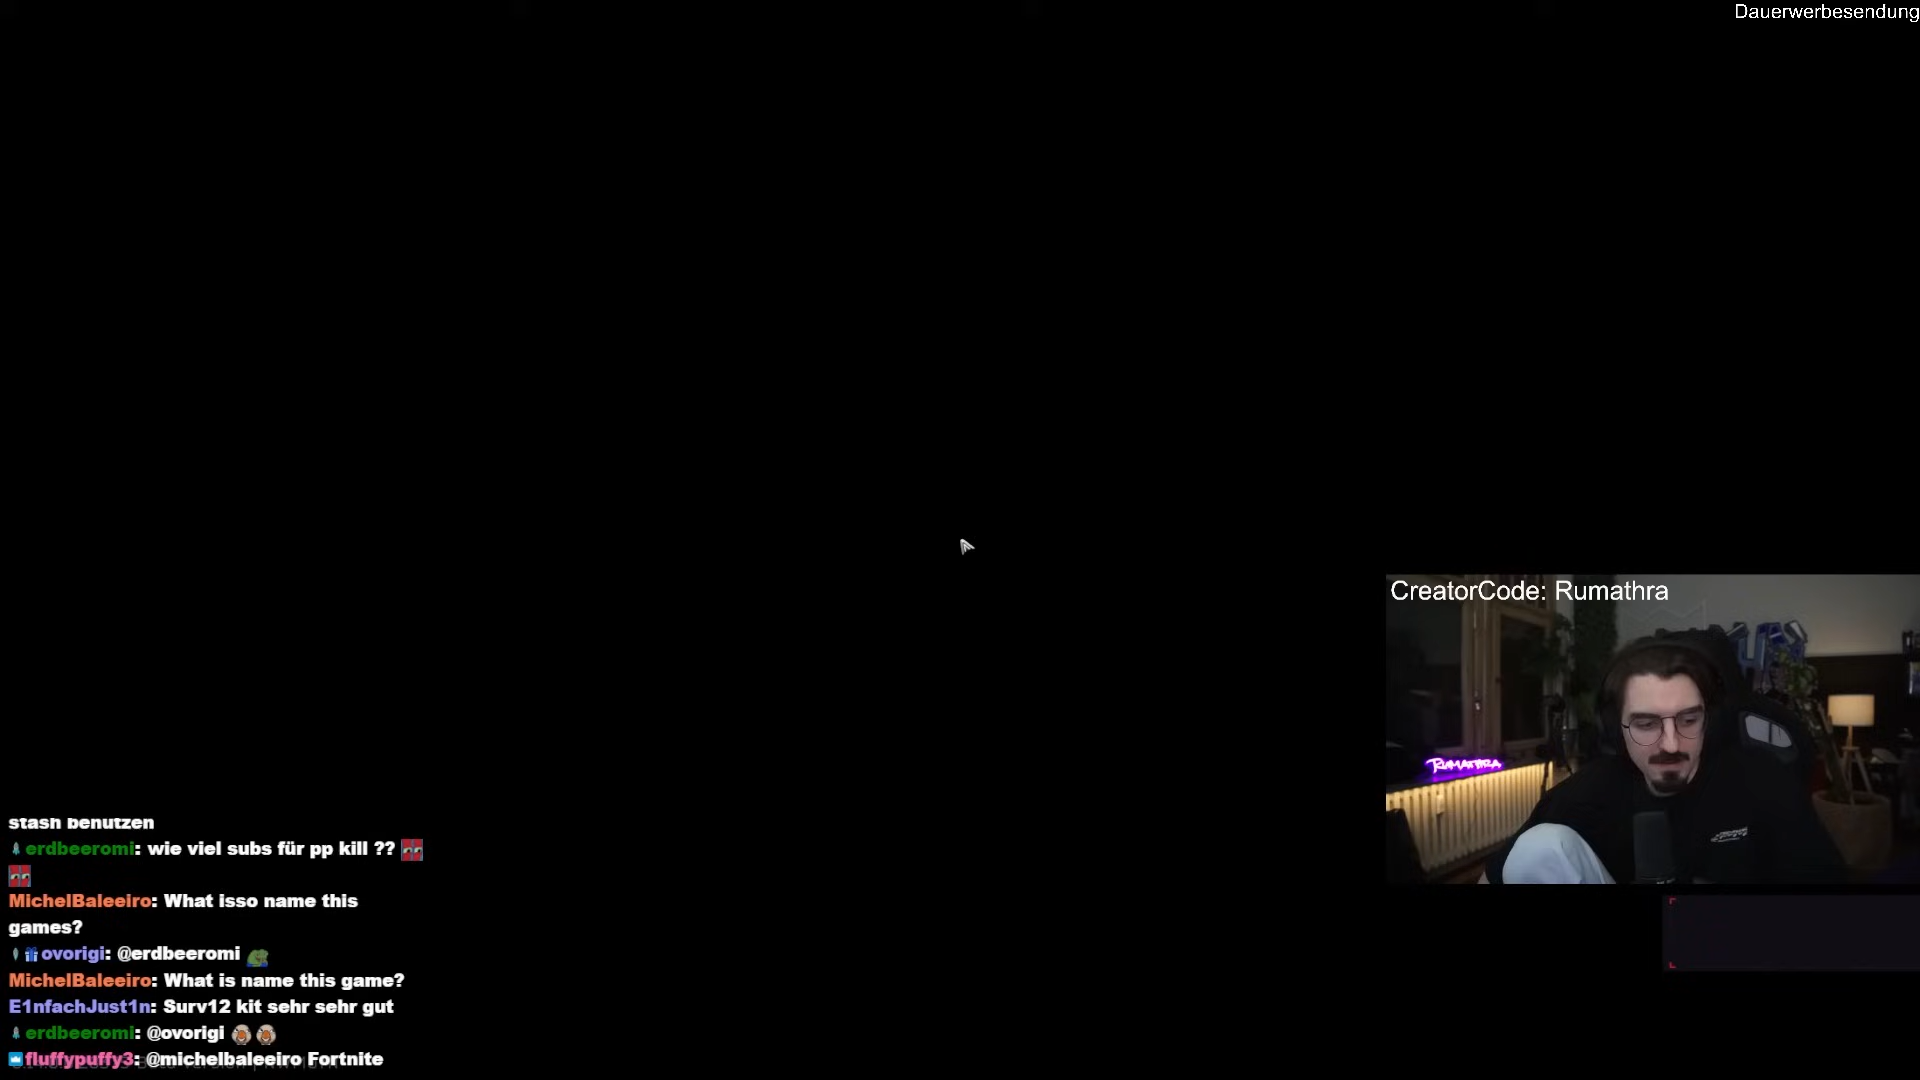 Dauerwerbesendung
CreatorCode: Rumathra
RUMATHRA
stash benutzen
erdbeeromi: wie viel subs für pp kill ??
MichelBaleeiro: What isso name this
games?
ovorigi: @erdbeeromi
MichelBaleeiro: What is name this game?
E1nfachJust1n: Surv12 kit sehr sehr gut
erdbeeromi: @ovorigi
fluffypuffy3: @michelbaleeiro Fortnite